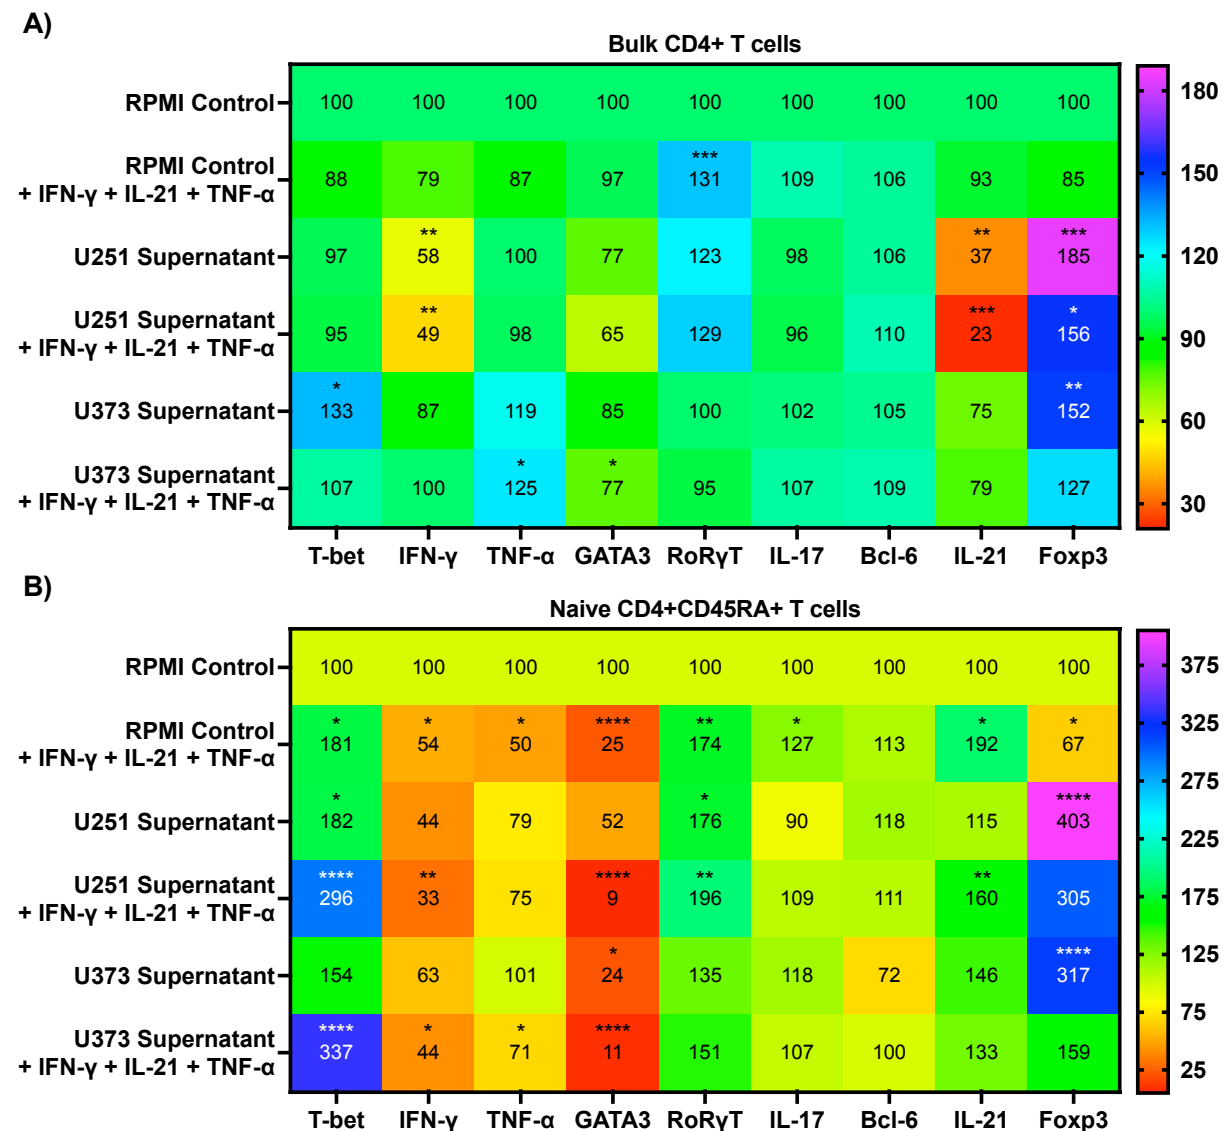 A)
Bulk CD4+ T cells
RPMI Control 100 100 100 100 100 100 100 100 100
*** 
RPMI Control
+ IFN-γ + IL-21 + TNF-α 88 79 87 97 131 109 106 93 85
** ** ***
U251 Supernatant 97 58 100 77 123 98 106 37 185
** *** *
U251 Supernatant
+ IFN-γ + IL-21 + TNF-α 95 49 98 65 129 96 110 23 156
* **
U373 Supernatant 133 87 119 85 100 102 105 75 152
* *
U373 Supernatant
+ IFN-γ + IL-21 + TNF-α 107 100 125 77 95 107 109 79 127
T-bet IFN-γ TNF-α GATA3 RoRγT IL-17 Bcl-6 IL-21 Foxp3
180
150
120
90
60
30
B)
Naive CD4+CD45RA+ T cells
RPMI Control 100 100 100 100 100 100 100 100 100
* * * **** ** * * *
RPMI Control
+ IFN-γ + IL-21 + TNF-α 181 54 50 25 174 127 113 192 67
* * ****
U251 Supernatant 182 44 79 52 176 90 118 115 403
**** ** **** ** **
U251 Supernatant
+ IFN-γ + IL-21 + TNF-α 296 33 75 9 196 109 111 160 305
* ****
U373 Supernatant 154 63 101 24 135 118 72 146 317
**** * * ****
U373 Supernatant
+ IFN-γ + IL-21 + TNF-α 337 44 71 11 151 107 100 133 159
T-bet IFN-γ TNF-α GATA3 RoRγT IL-17 Bcl-6 IL-21 Foxp3
375
325
275
225
175
125
75
25